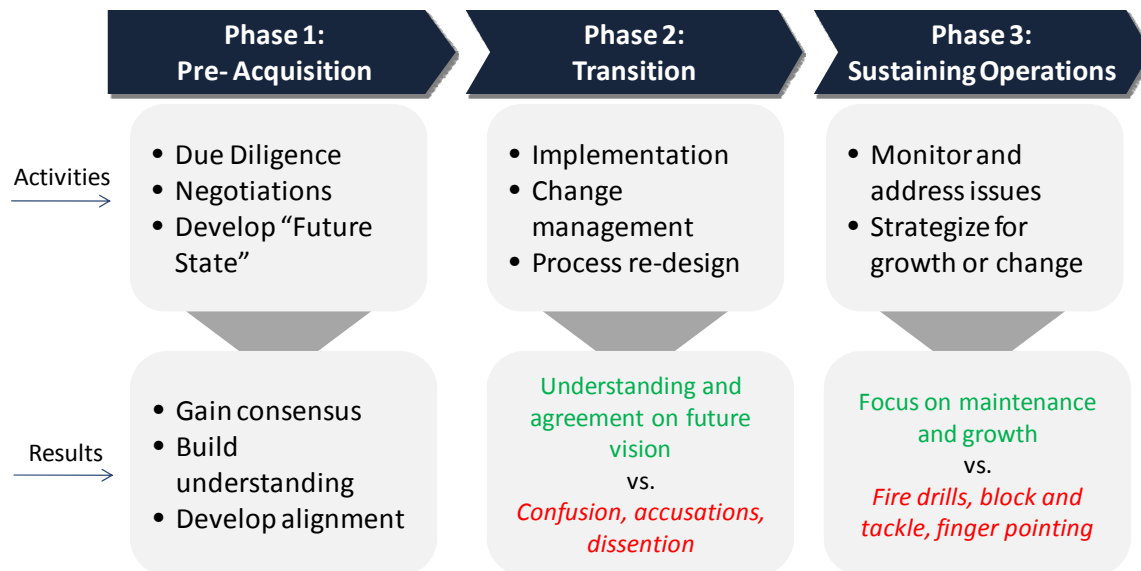 Phase 1:
Pre- Acquisition
Phase 2:
Transition
Phase 3:
Sustaining Operations
Activities
• Due Diligence
• Negotiations
• Develop “Future
State”
• Implementation
• Change
management
• Process re-design
• Monitor and
address issues
• Strategize for
growth or change
Results
• Gain consensus
• Build
understanding
• Develop alignment
Understanding and
agreement on future
vision
vs.
Confusion, accusations,
dissention
Focus on maintenance
and growth
vs.
Fire drills, block and
tackle, finger pointing